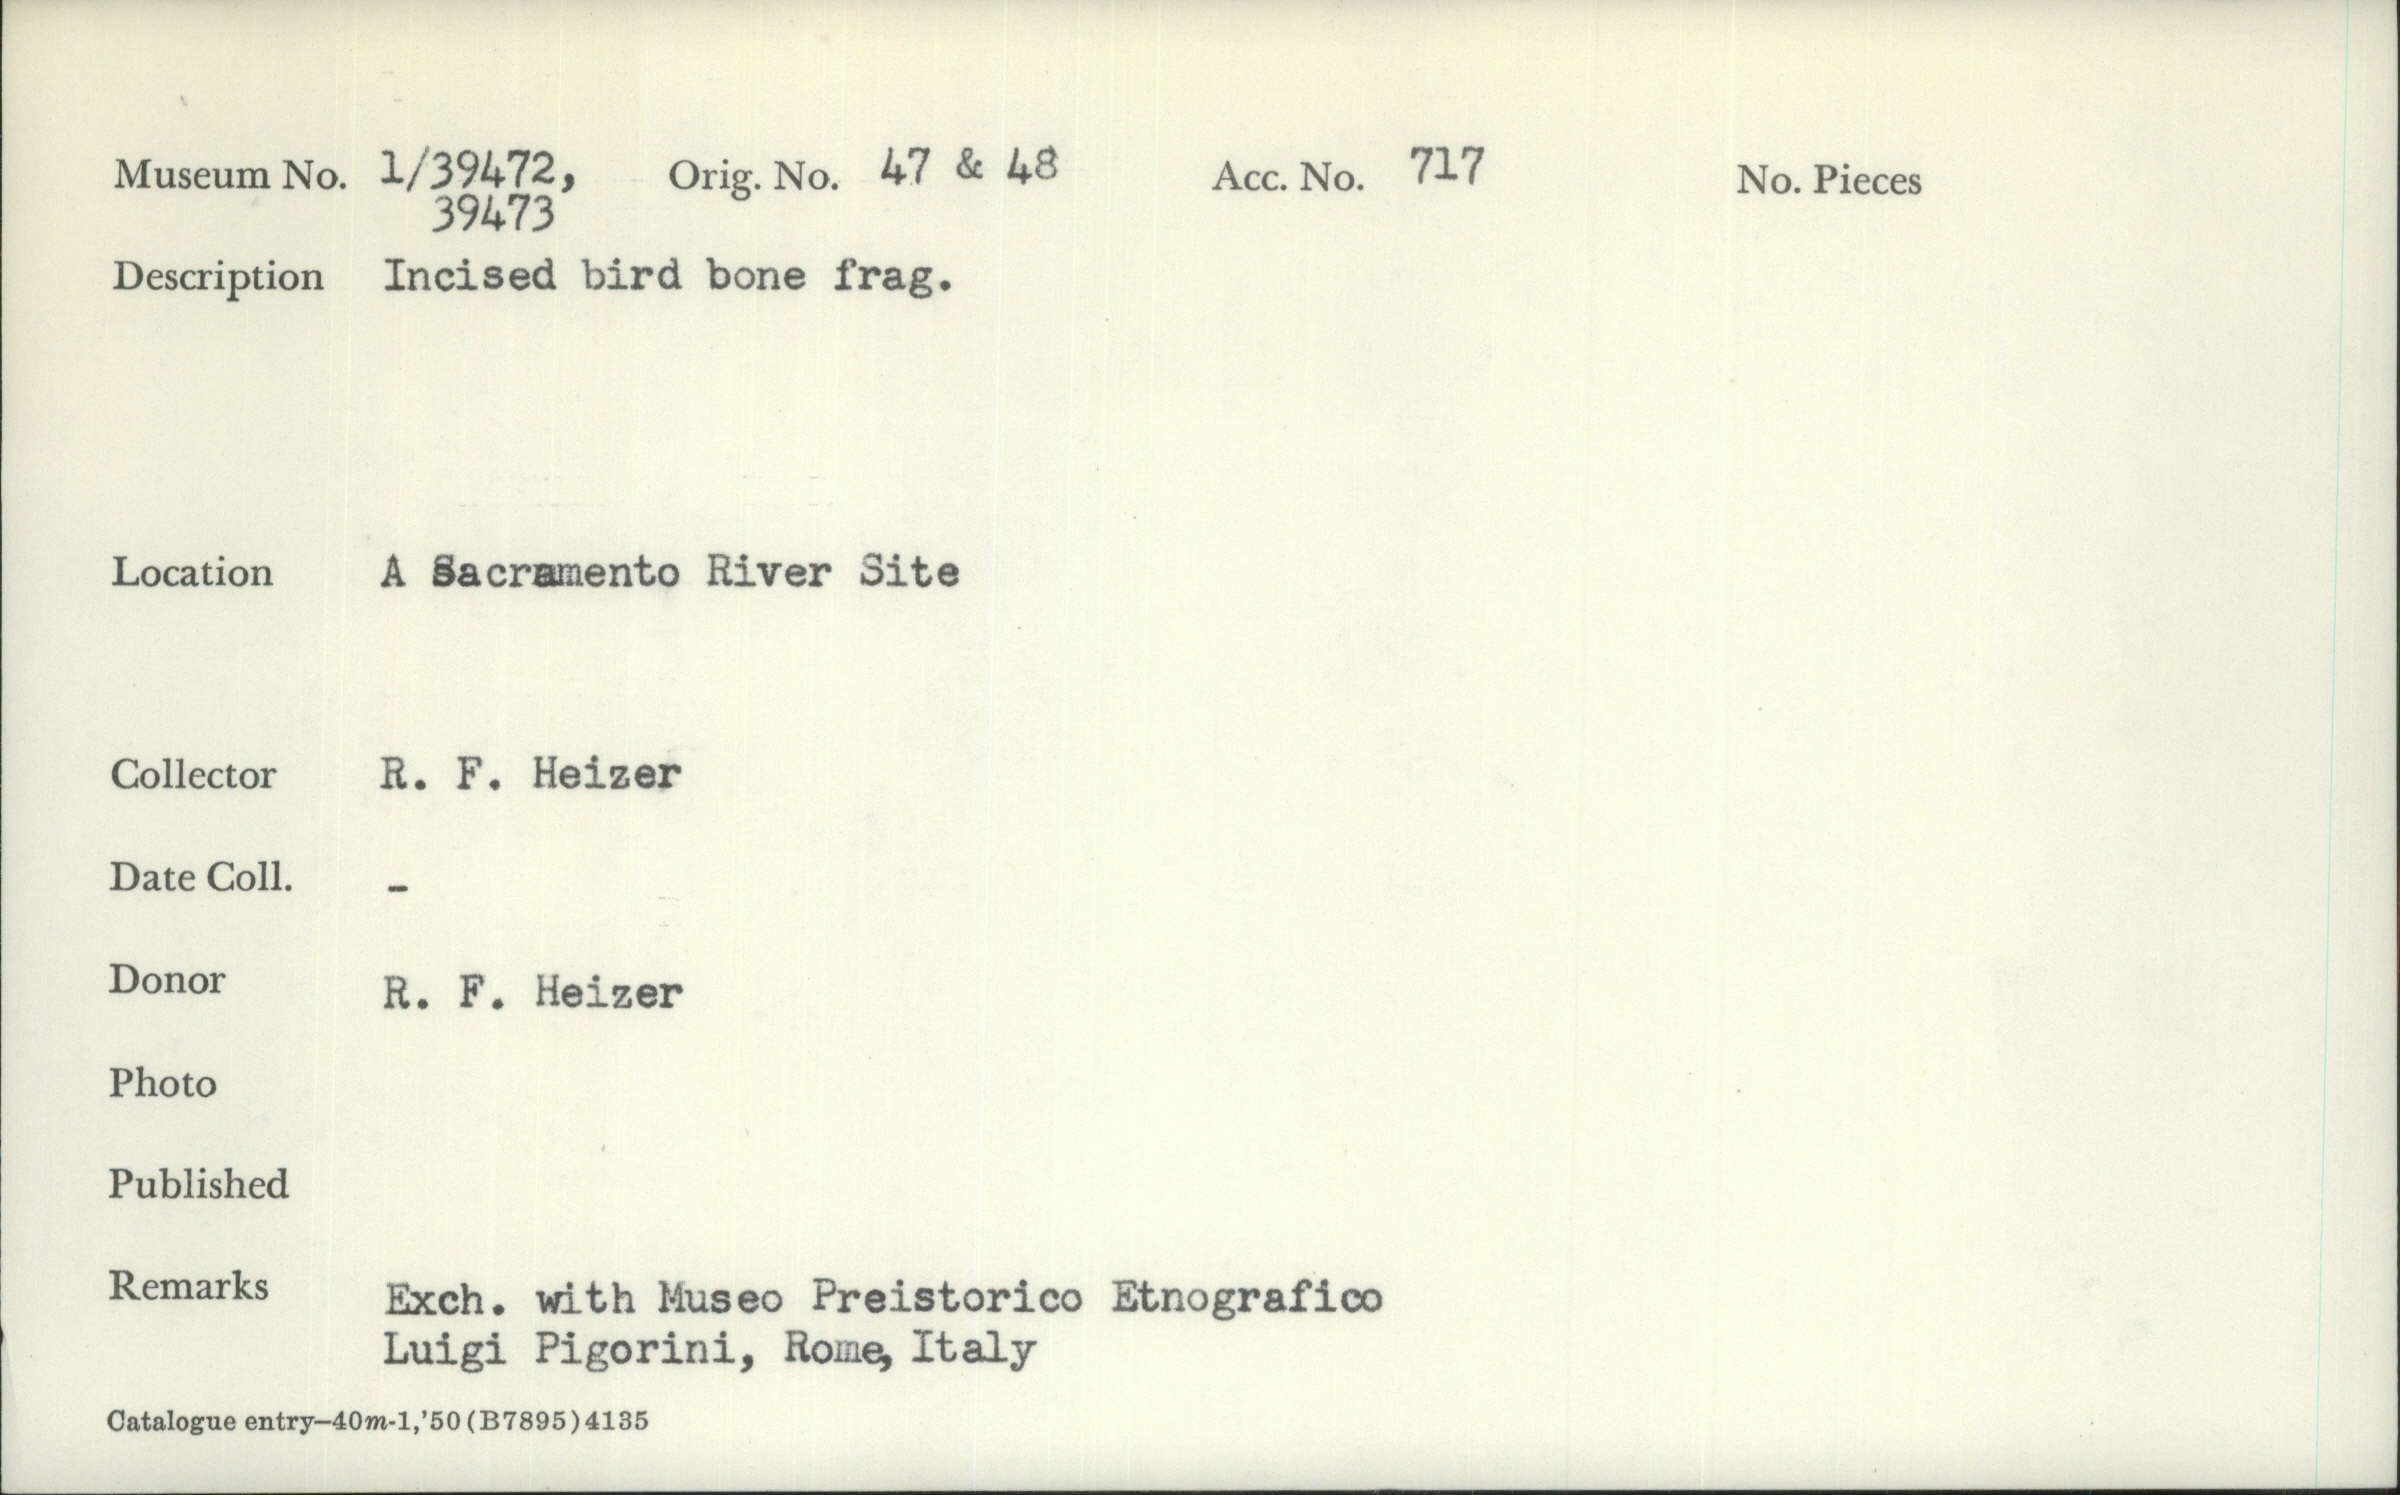 Museum No. 1/39472, Orig. No. 47 & 48 Acc. No. 717 No. Pieces
39473
Description Incised bird bone frag.
Location A Sacramento River Site
Collector R. F. Heizer
Date Coll. -
Donor R. F. Heizer
Photo
Published
Remarks Exch. with Museo Preistorico Etnografico
Luigi Pigorini, Rome, Italy
Catalogue entry—40m-1,'50(B7895)4135